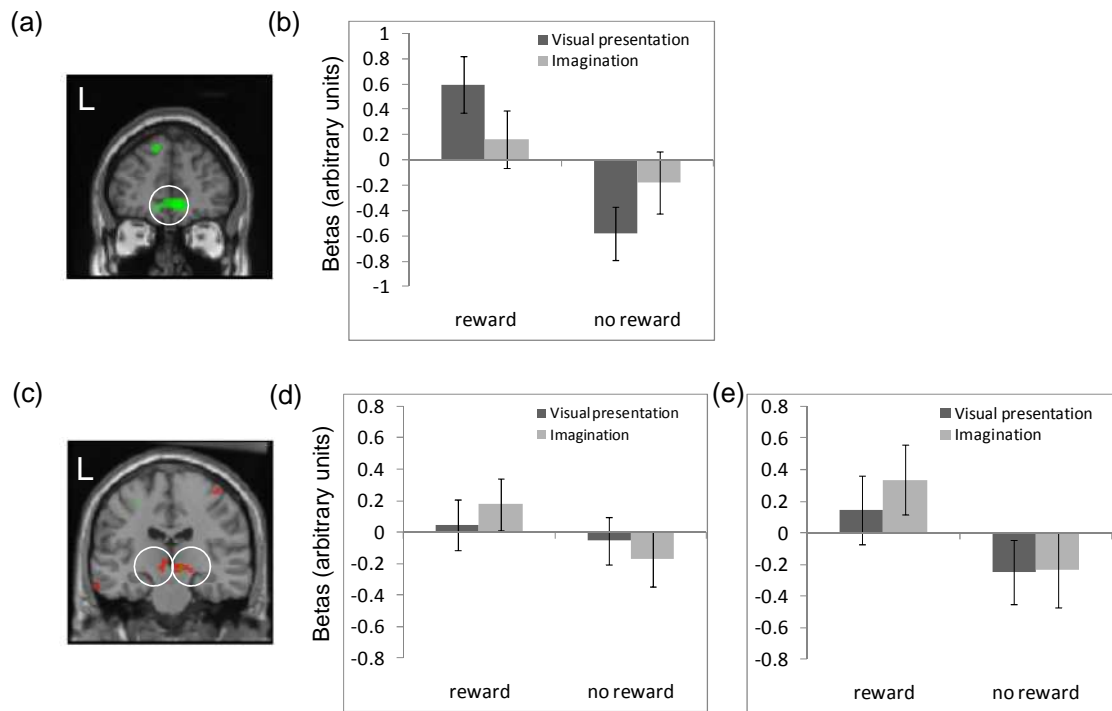 (a)
L
(b)
Visual presentation
Imagination
Betas (arbitrary units)
1
0.8
0.6
0.4
0.2
0
-0.2
-0.4
-0.6
-0.8
-1
reward no reward
(c)
L
(d)
Visual presentation
Imagination
Betas (arbitrary units)
0.8
0.6
0.4
0.2
0
-0.2
-0.4
-0.6
-0.8
reward no reward
(e)
Visual presentation
Imagination
0.8
0.6
0.4
0.2
0
-0.2
-0.4
-0.6
-0.8
reward no reward